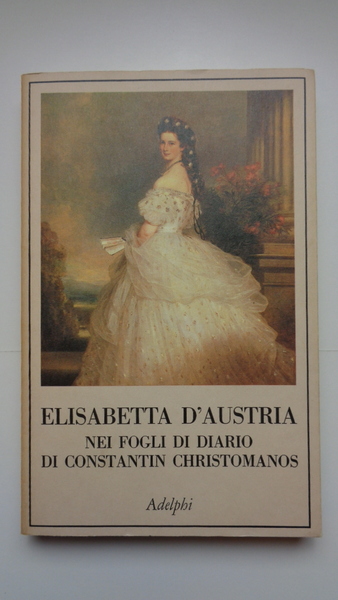 ELISABETTA D'AUSTRIA
NEI FOGLI DI DIARIO
DI CONSTANTIN CHRISTOMANOS
Adelphi